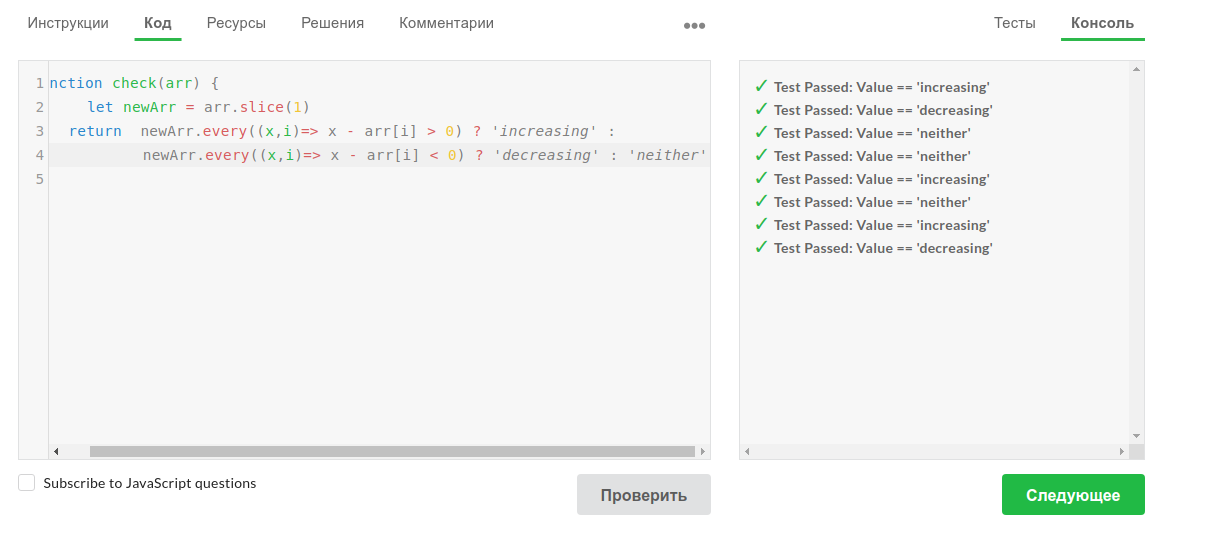 Инструкции Код Ресурсы Решения Комментарии ••• Тесты Консоль
1 nction check(arr) {
2 let newArr = arr.slice(1)
3 return newArr.every((x,i)=> x - arr[i] > 0) ? 'increasing' :
4 newArr.every((x,i)=> x - arr[i] < 0) ? 'decreasing' : 'neither'
5
✓ Test Passed: Value == 'increasing'
✓ Test Passed: Value == 'decreasing'
✓ Test Passed: Value == 'neither'
✓ Test Passed: Value == 'neither'
✓ Test Passed: Value == 'increasing'
✓ Test Passed: Value == 'neither'
✓ Test Passed: Value == 'increasing'
✓ Test Passed: Value == 'decreasing'
Subscribe to JavaScript questions
Проверить
Следующее